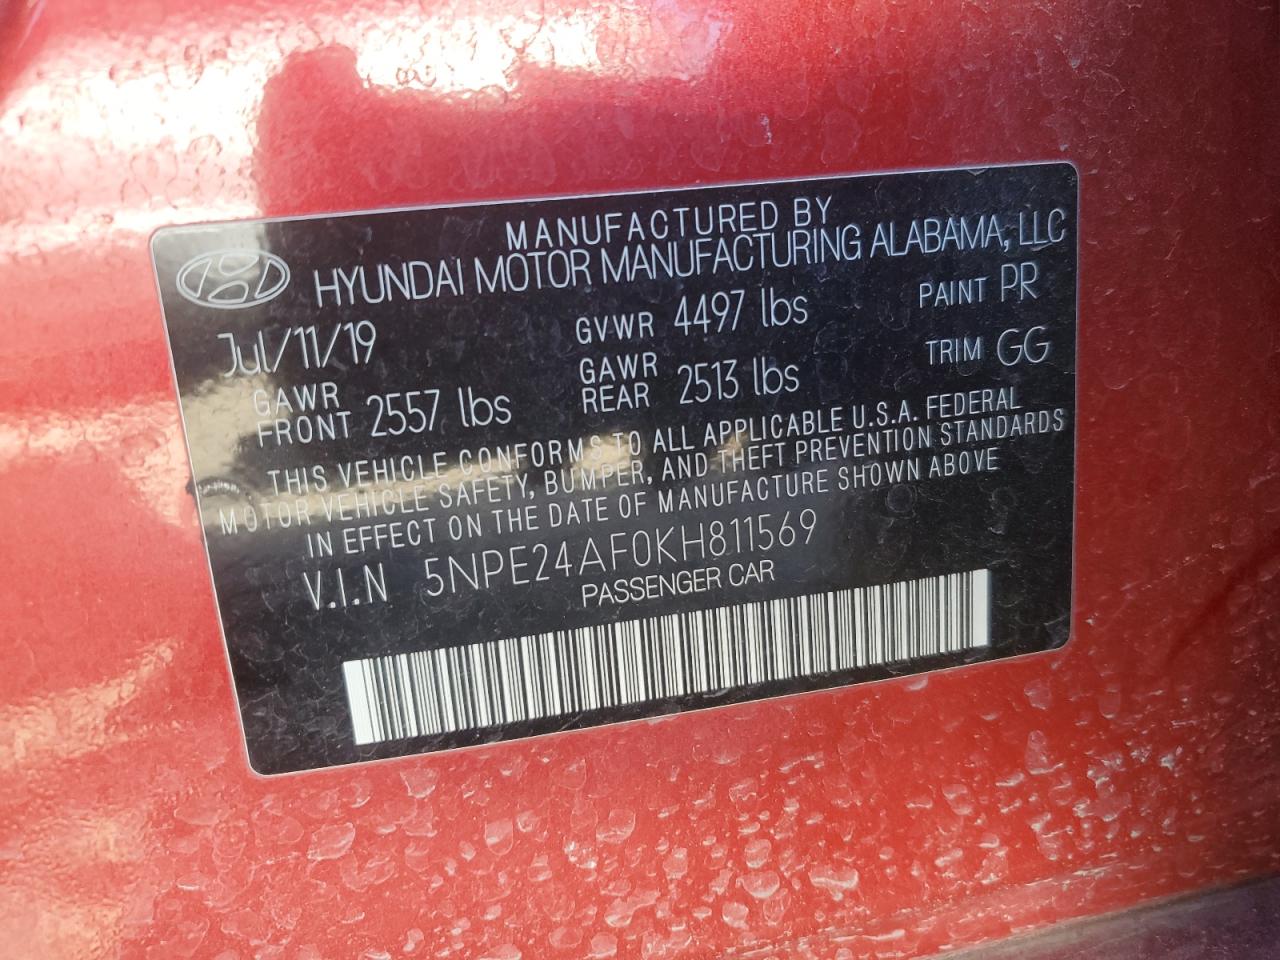 MANUFACTURED BY
HYUNDAI MOTOR MANUFACTURING ALABAMA, LLC
Jul/11/19 GVWR 4497 lbs PAINT PR
GAWR FRONT 2557 lbs GAWR REAR 2513 lbs TRIM GG
THIS VEHICLE CONFORMS TO ALL APPLICABLE U.S.A. FEDERAL
MOTOR VEHICLE SAFETY, BUMPER, AND THEFT PREVENTION STANDARDS
IN EFFECT ON THE DATE OF MANUFACTURE SHOWN ABOVE
V.I.N 5NPE24AF0KH811569
PASSENGER CAR